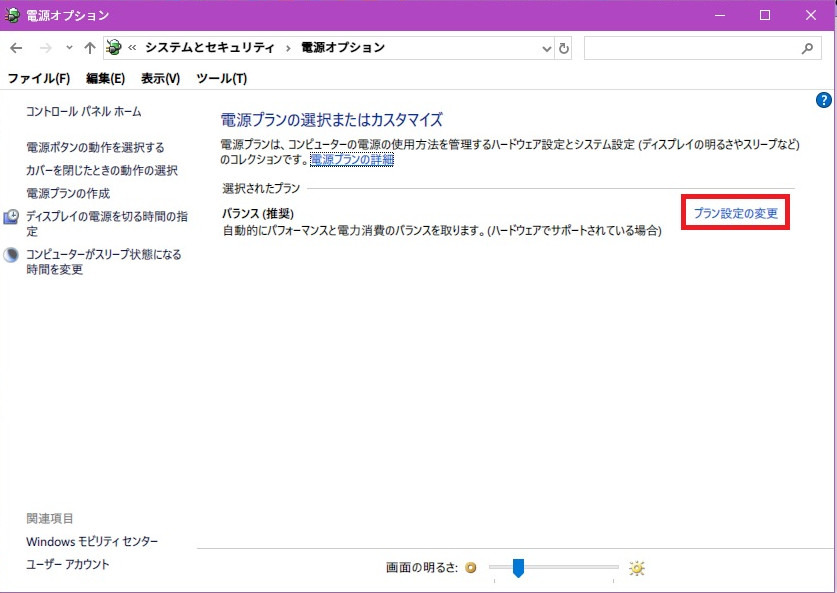 電源オプション
システムとセキュリティ
電源オプション
ファイル(F) 編集(E) 表示(V) ツール(T)
コントロール パネル ホーム
電源ボタンの動作を選択する
カバーを閉じたときの動作の選択
電源プランの作成
ディスプレイの電源を切る時間の指
定
コンピューターがスリープ状態になる
時間を変更
電源プランの選択またはカスタマイズ
電源プランは、コンピューターの電源の使用方法を管理するハードウェア設定とシステム設定 (ディスプレイの明るさやスリープなど)
のコレクションです。電源プランの詳細
選択されたプラン
バランス (推奨)
プラン設定の変更
自動的にパフォーマンスと電力消費のバランスを取ります。(ハードウェアでサポートされている場合)
関連項目
Windows モビリティ センター
ユーザー アカウント
画面の明るさ:
?